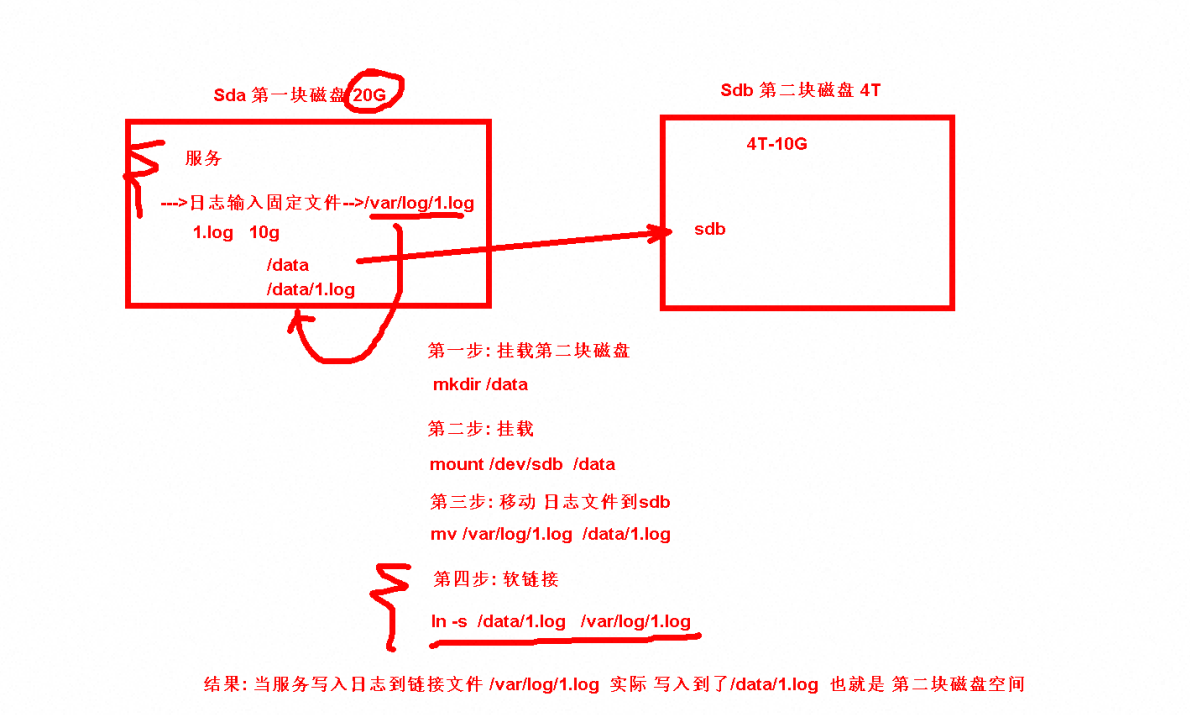 Sda 第一块磁盘 20G
Sdb 第二块磁盘 4T
4T-10G
服务
--->日志输入固定文件-->/var/log/1.log
1.log 10g
sdb
/data
/data/1.log
第一步: 挂载第二块磁盘
mkdir /data
第二步: 挂载
mount /dev/sdb /data
第三步: 移动 日志文件到sdb
mv /var/log/1.log /data/1.log
第四步: 软链接
ln -s /data/1.log /var/log/1.log
结果: 当服务写入日志到链接文件 /var/log/1.log 实际 写入到了/data/1.log 也就是 第二块磁盘空间